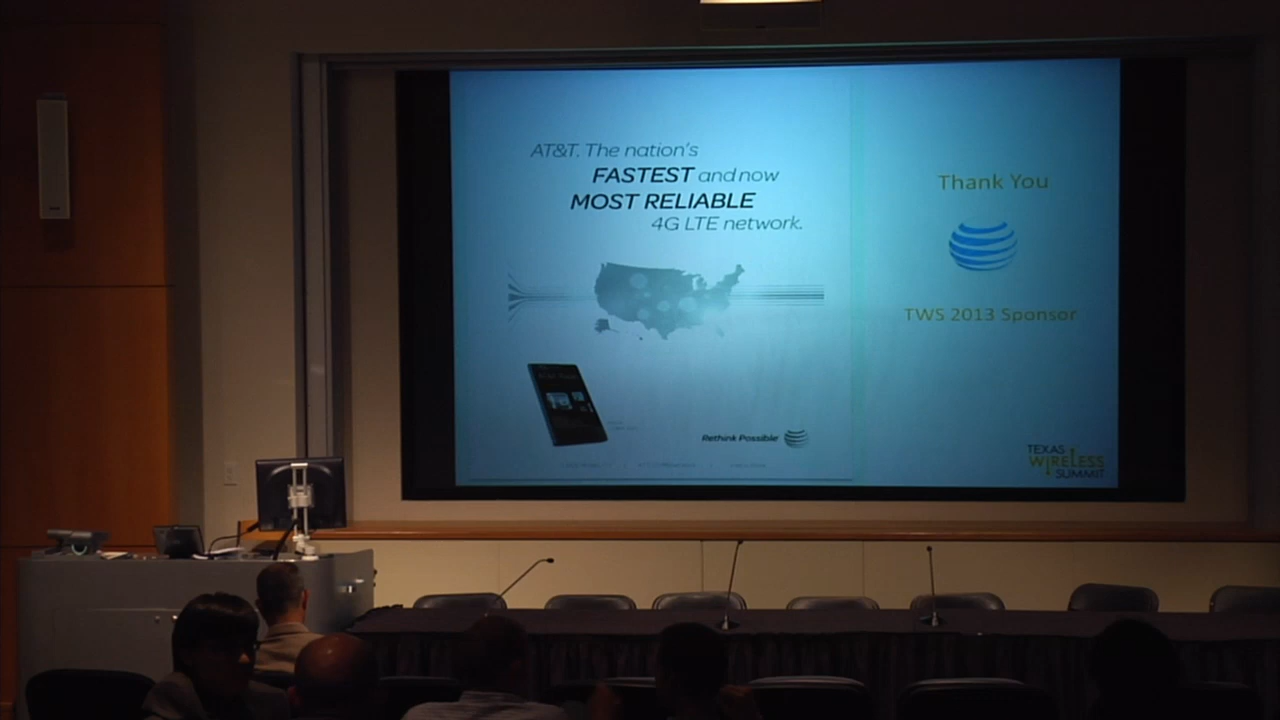 AT&T. The nation's
FASTEST and now
MOST RELIABLE
4G LTE network.
Rethink Possible
Thank You
TWS 2013 Sponsor
TEXAS
WIRELESS
SUMMIT